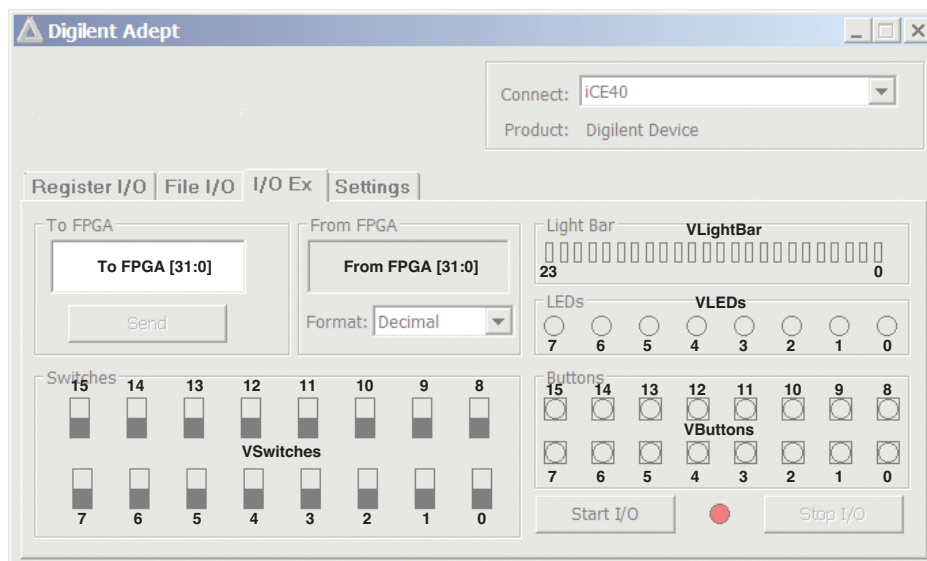 Digilent Adept
Connect: iCE40
Product: Digilent Device
Register I/O File I/O I/O Ex Settings
To FPGA
To FPGA [31:0]
Send
From FPGA
From FPGA [31:0]
Format: Decimal
Light Bar
VLightBar
23 0
LEDs
VLEDs
7 6 5 4 3 2 1 0
Switches
15 14 13 12 11 10 9 8
VSwitches
7 6 5 4 3 2 1 0
Buttons
15 14 13 12 11 10 9 8
VButtons
7 6 5 4 3 2 1 0
Start I/O Stop I/O